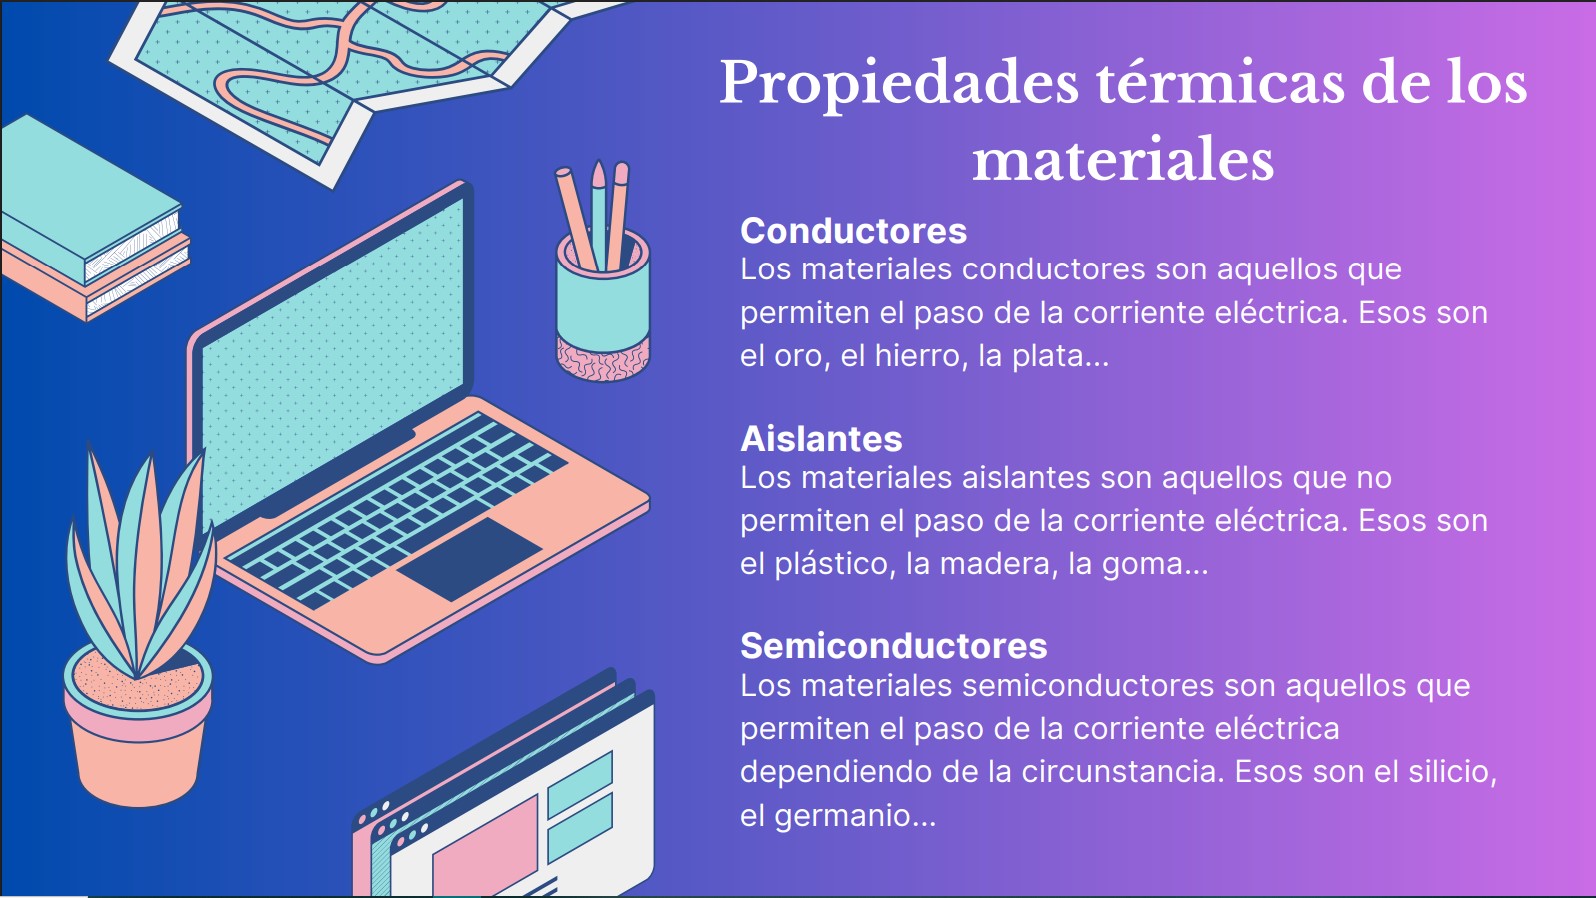 Propiedades térmicas de los
materiales
Conductores
Los materiales conductores son aquellos que
permiten el paso de la corriente eléctrica. Esos son
el oro, el hierro, la plata...
Aislantes
Los materiales aislantes son aquellos que no
permiten el paso de la corriente eléctrica. Esos son
el plástico, la madera, la goma...
Semiconductores
Los materiales semiconductores son aquellos que
permiten el paso de la corriente eléctrica
dependiendo de la circunstancia. Esos son el silicio,
el germanio...